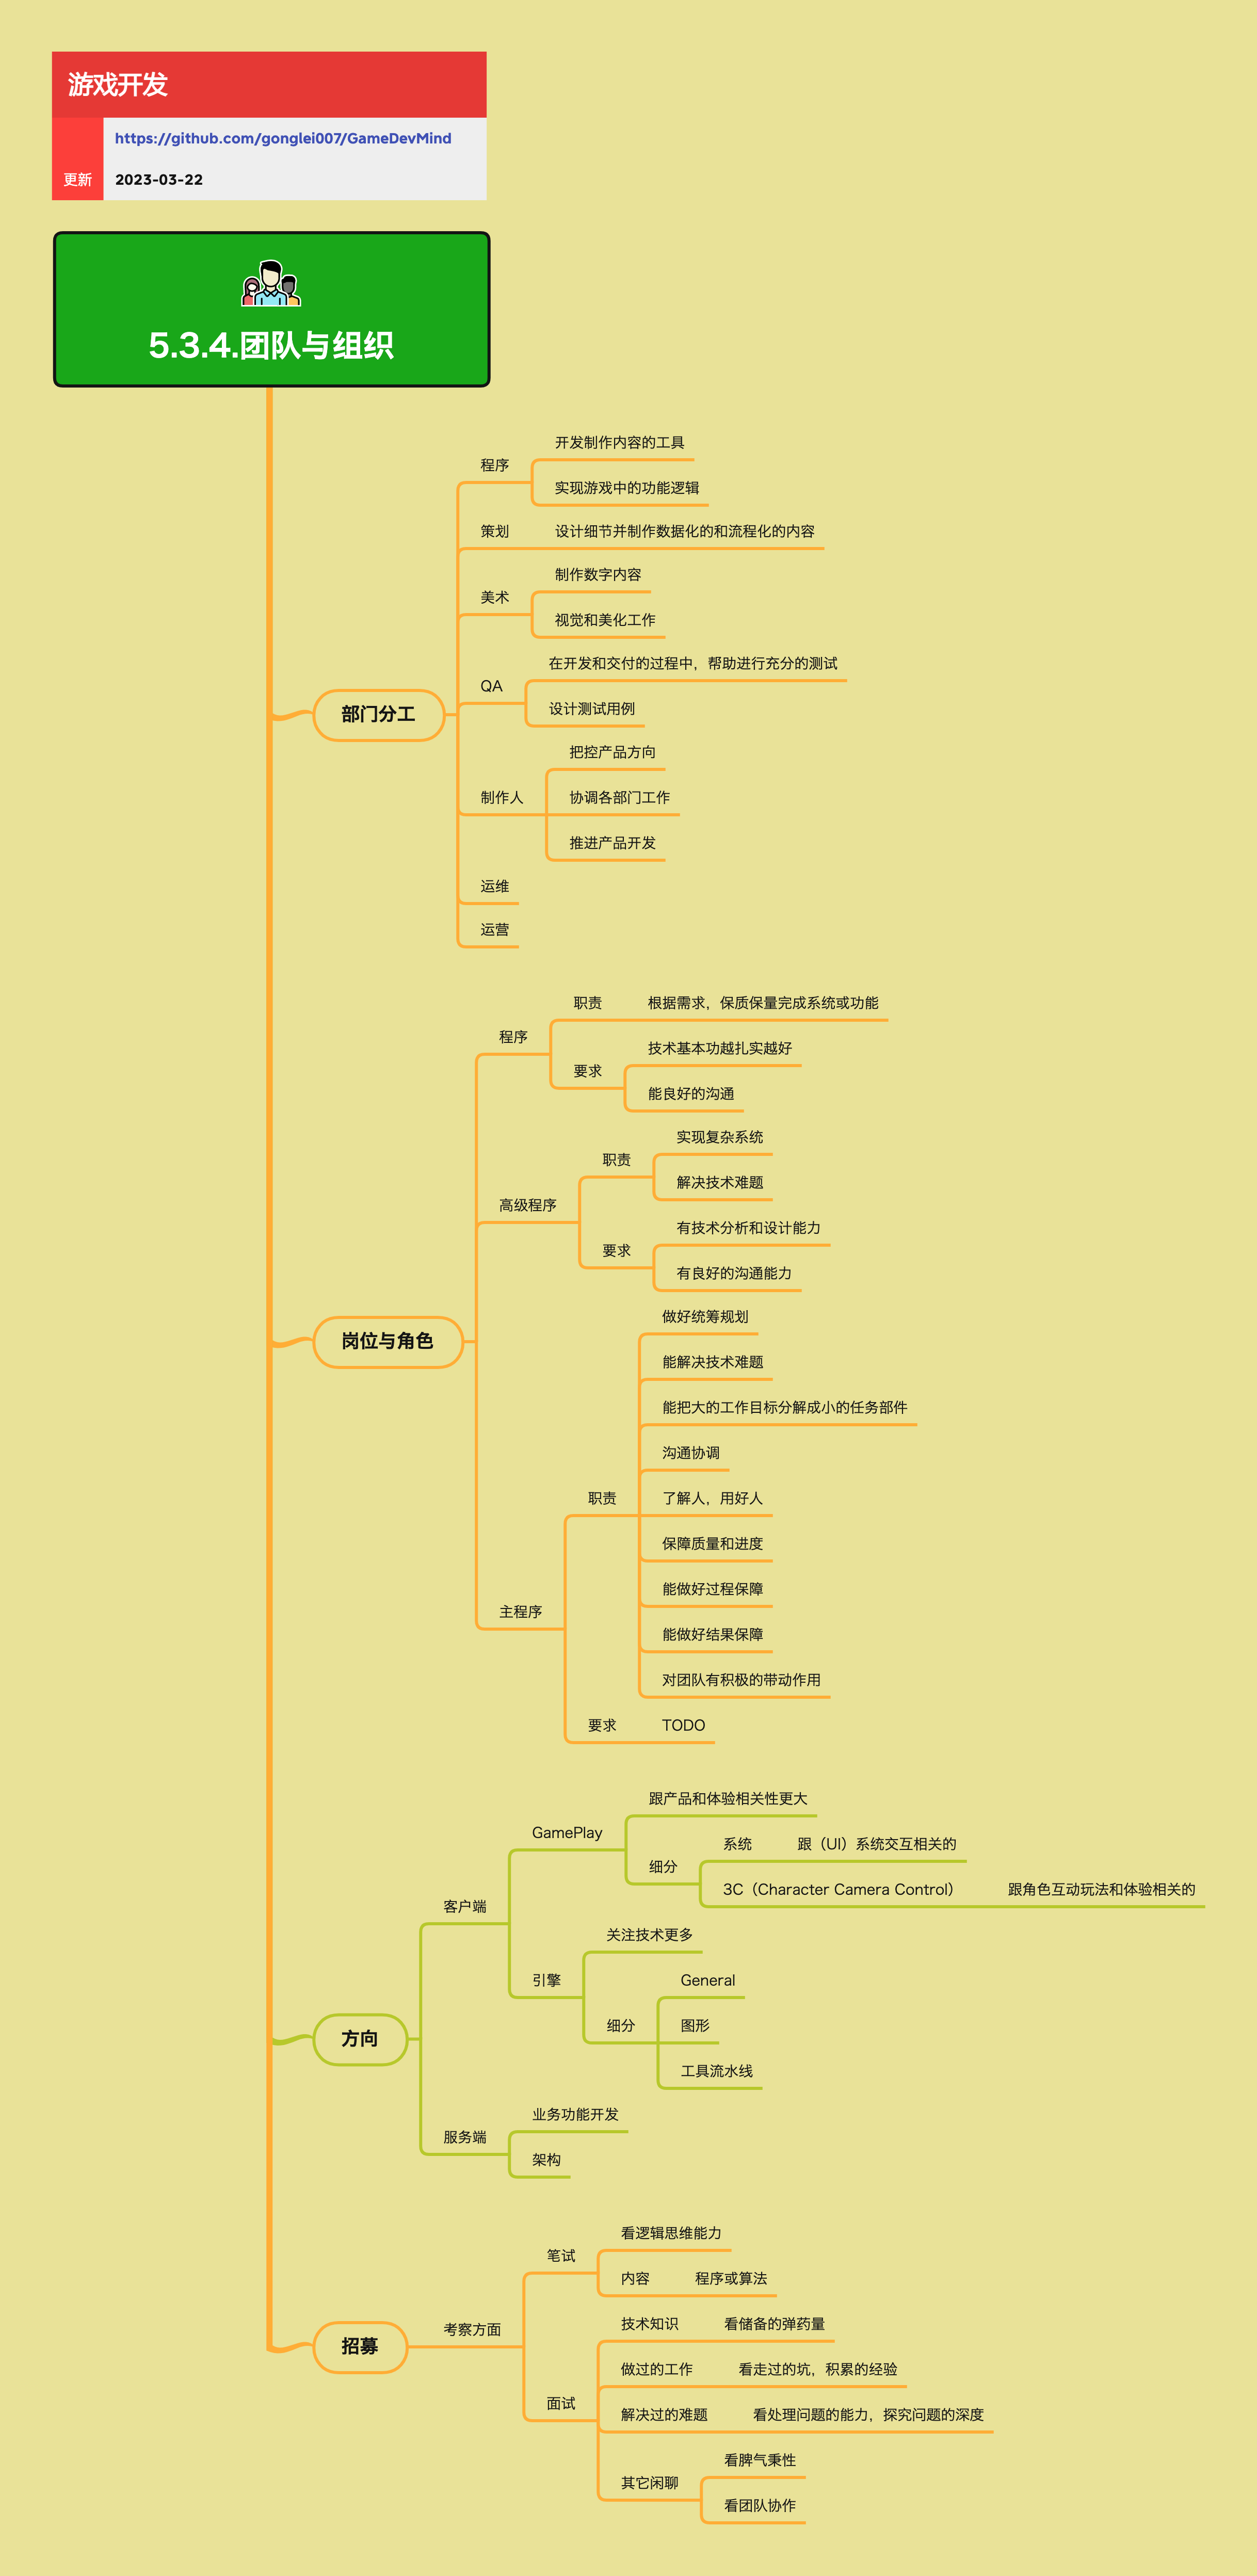 游戏开发
https://github.com/gonglei007/GameDevMind
更新 2023-03-22
5.3.4.团队与组织
部门分工
程序
开发制作内容的工具
实现游戏中的功能逻辑
策划 设计细节并制作数据化的和流程化的内容
美术
制作数字内容
视觉和美化工作
QA
在开发和交付的过程中，帮助进行充分的测试
设计测试用例
制作人
把控产品方向
协调各部门工作
推进产品开发
运维
运营
岗位与角色
程序
职责 根据需求，保质保量完成系统或功能
要求
技术基本功越扎实越好
能良好的沟通
高级程序
职责
实现复杂系统
解决技术难题
要求
有技术分析和设计能力
有良好的沟通能力
主程序
职责
做好统筹规划
能解决技术难题
能把大的工作目标分解成小的任务部件
沟通协调
了解人，用好人
保障质量和进度
能做好过程保障
能做好结果保障
对团队有积极的带动作用
要求 TODO
方向
客户端
GamePlay
跟产品和体验相关性更大
细分
系统 跟（UI）系统交互相关的
3C（Character Camera Control） 跟角色互动玩法和体验相关的
引擎
关注技术更多
细分
General
图形
工具流水线
服务端
业务功能开发
架构
招募
考察方面
笔试
看逻辑思维能力
内容 程序或算法
面试
技术知识 看储备的弹药量
做过的工作 看走过的坑，积累的经验
解决过的难题 看处理问题的能力，探究问题的深度
其它闲聊
看脾气秉性
看团队协作